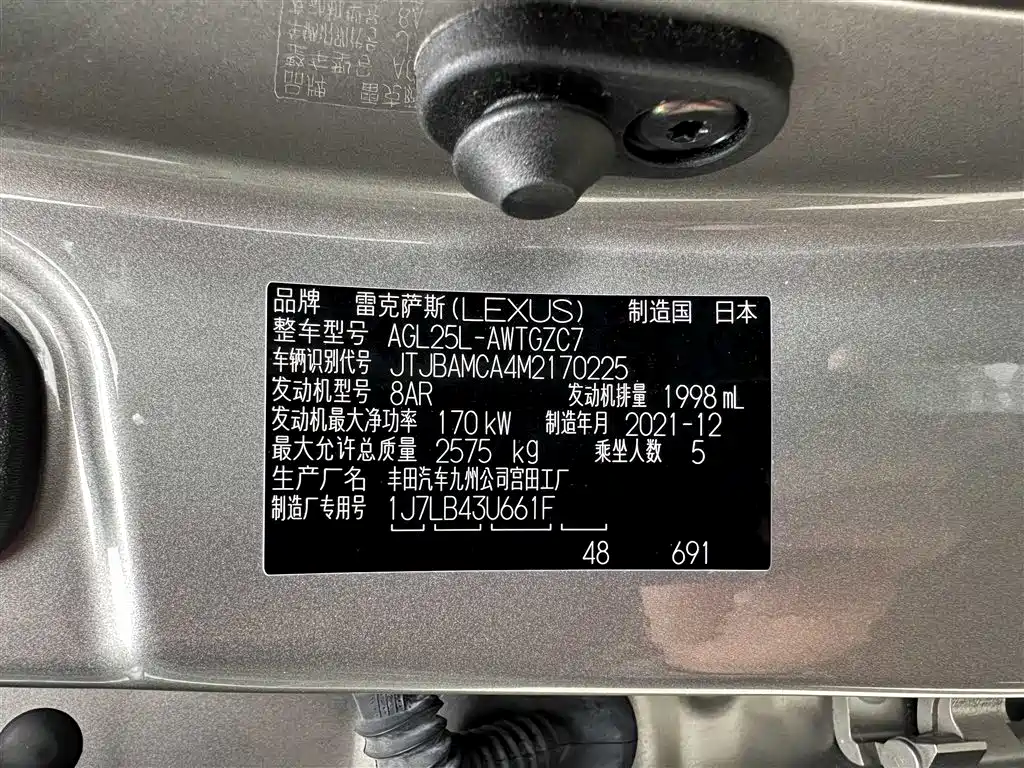 品牌 雷克萨斯(LEXUS) 制造国 日本
整车型号 AGL25L-AWTGZC7
车辆识别代号 JTJBAMCA4M2170225
发动机型号 8AR 发动机排量 1998 mL
发动机最大净功率 170 kW 制造年月 2021-12
最大允许总质量 2575 kg 乘坐人数 5
生产厂名 丰田汽车九州公司宫田工厂
制造厂专用号 1J7LB43U661F
48 691